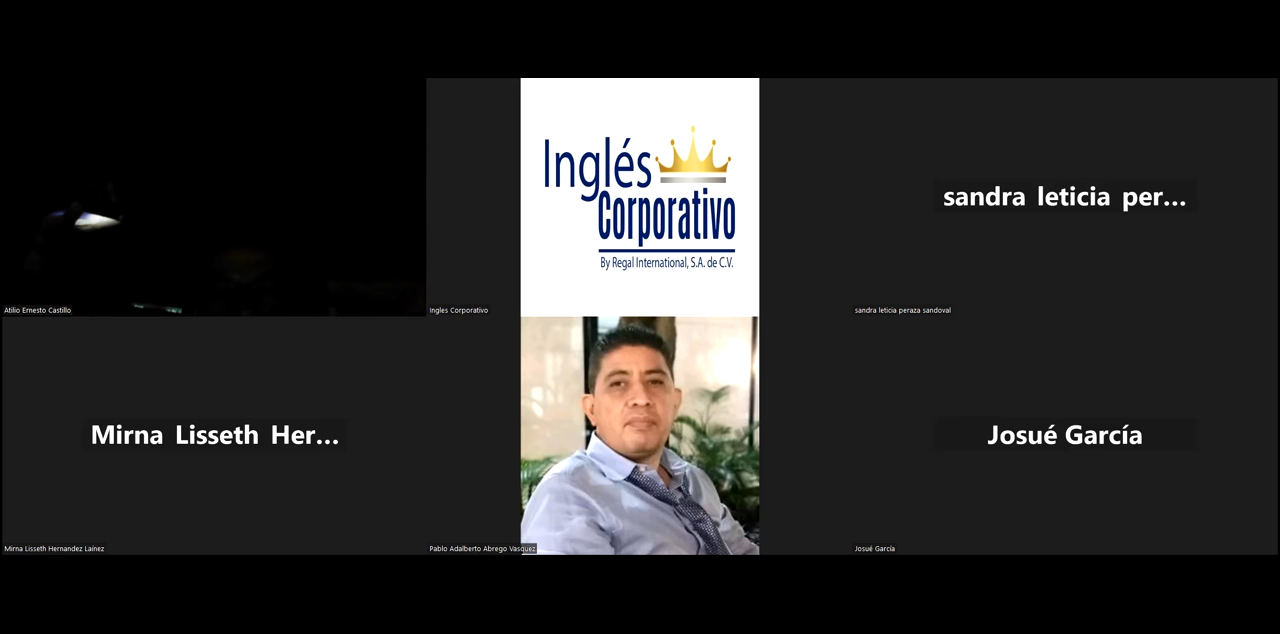 Inglés
Corporativo
By Regal International, S.A. de C.V.
sandra leticia per...
Atilio Ernesto Castillo
Ingles Corporativo
sandra leticia peraza sandoval
Mirna Lisseth Her...
Josué García
Mirna Lisseth Hernandez Laínez
Pablo Adalberto Abrego Vasquez
Josué García